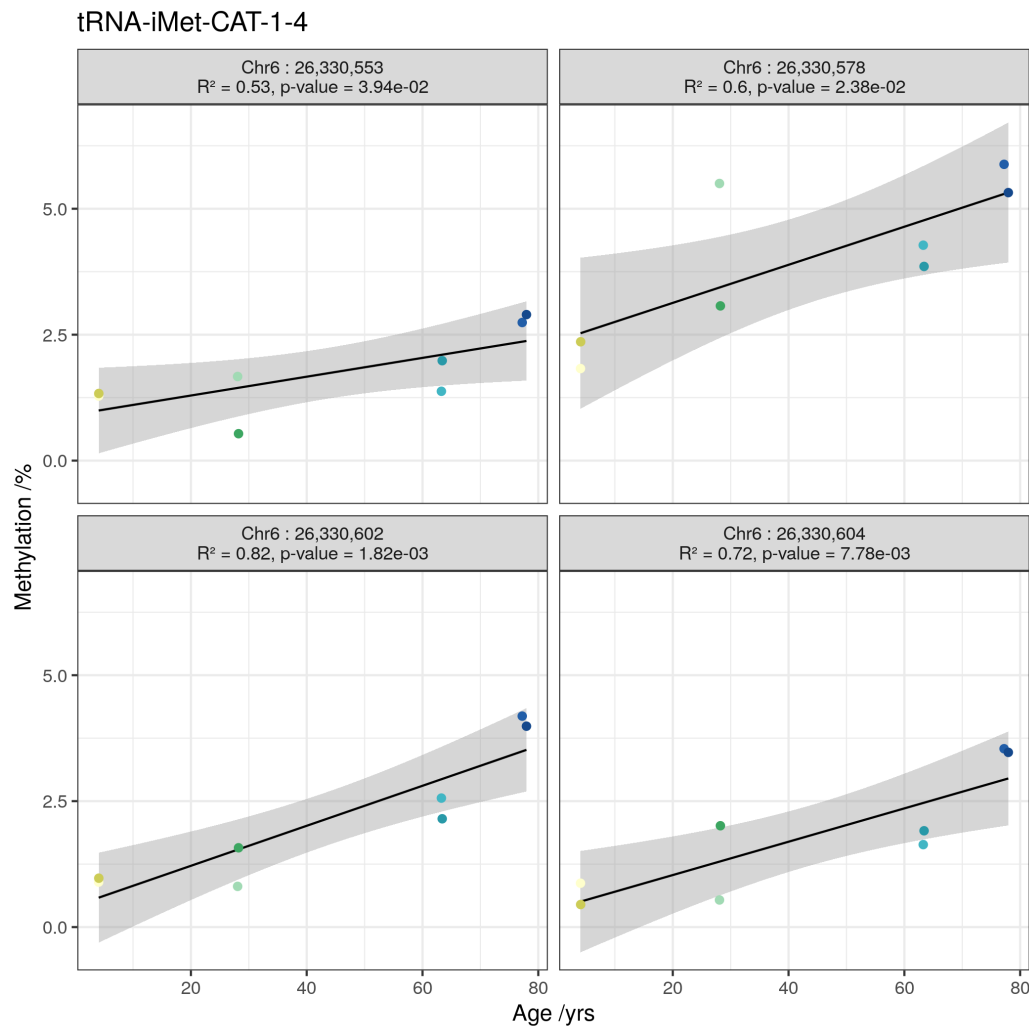 tRNA-iMet-CAT-1-4
Chr6 : 26,330,553
R² = 0.53, p-value = 3.94e-02
Chr6 : 26,330,578
R² = 0.6, p-value = 2.38e-02
5.0
2.5
0.0
Methylation /%
Chr6 : 26,330,602
R² = 0.82, p-value = 1.82e-03
Chr6 : 26,330,604
R² = 0.72, p-value = 7.78e-03
5.0
2.5
0.0
20 40 60 80 20 40 60 80
Age /yrs